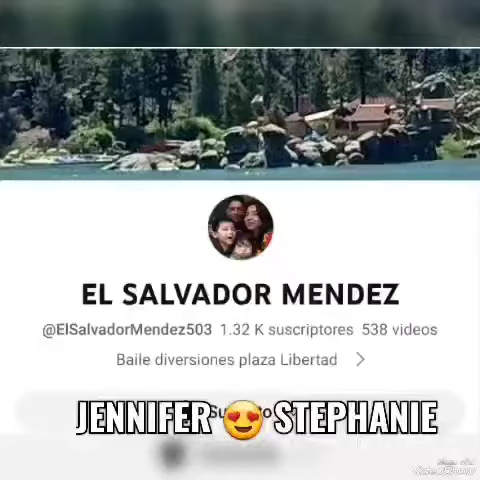 EL SALVADOR MENDEZ
@ElSalvadorMendez503 1.32 K suscriptores 538 videos
Baile diversiones plaza Libertad
JENNIFER 😍 STEPHANIE